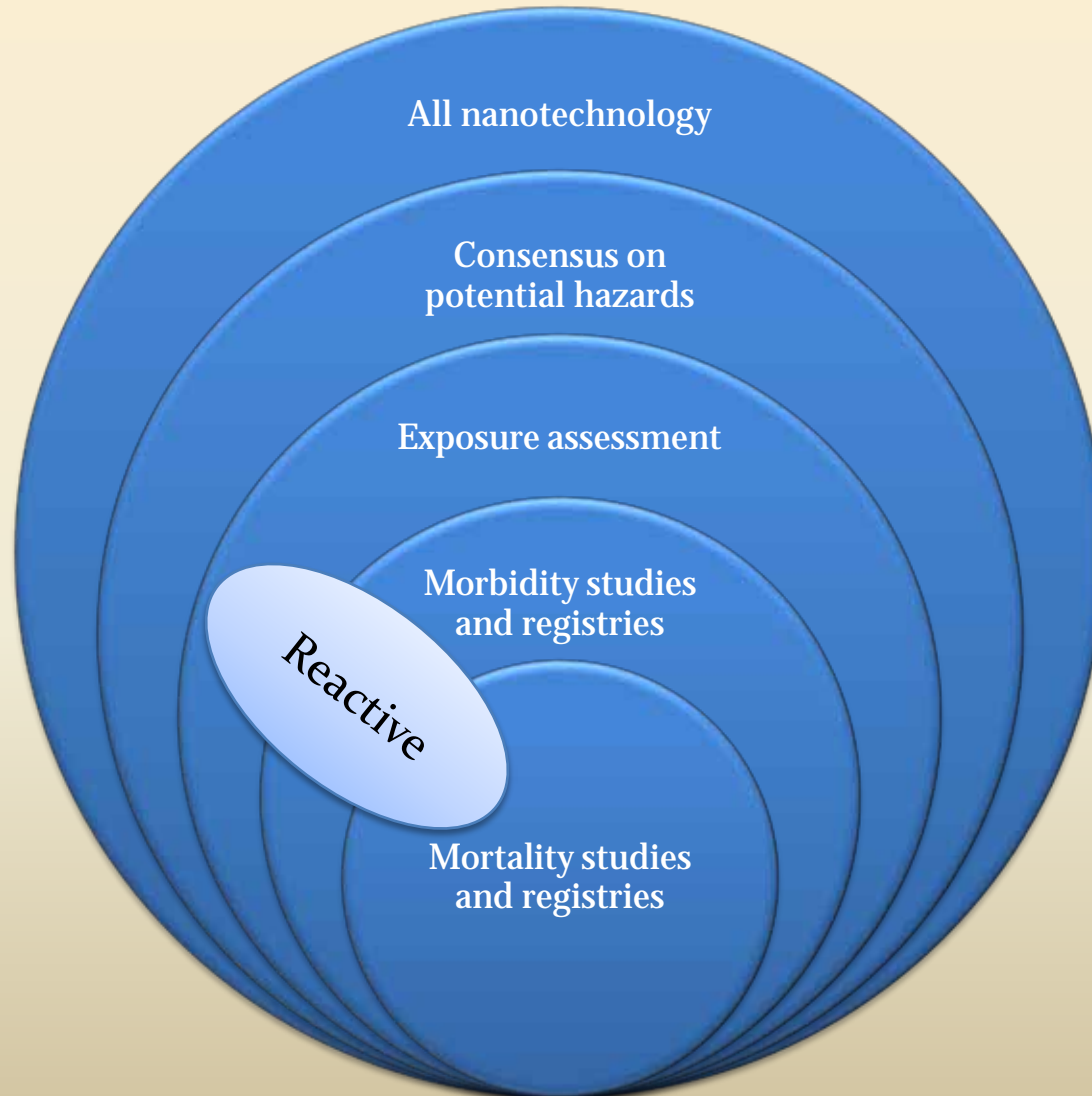 All nanotechnology
Consensus on
potential hazards
Exposure assessment
Morbidity studies
and registries
Reactive
Mortality studies
and registries